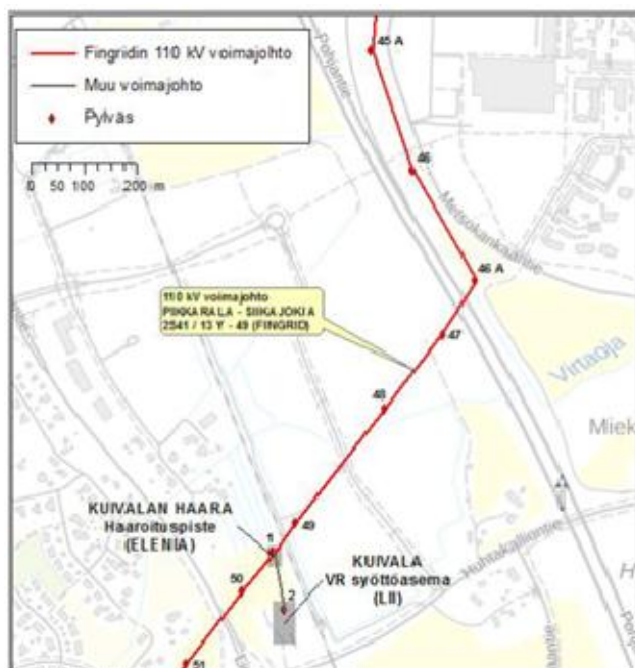 Fingridin 110 kV voimajohto
Muu voimajohto
Pylväs
0 50 100 200
m
45 A
Pohjantie
46
Metsokankaantie
46 A
110 kV voimajohto
PIKKARALA - SIIKAJOKIA
2S41 / 13 Y - 49 (FINGRID)
47
Virtaoja
48
Miek
KUIVALAN HAARA
Haaroituspiste
(ELENIA)
49
1
KUIVALA
VR syöttöasema
(LII)
Huhtakalliontie
H
50
2
51